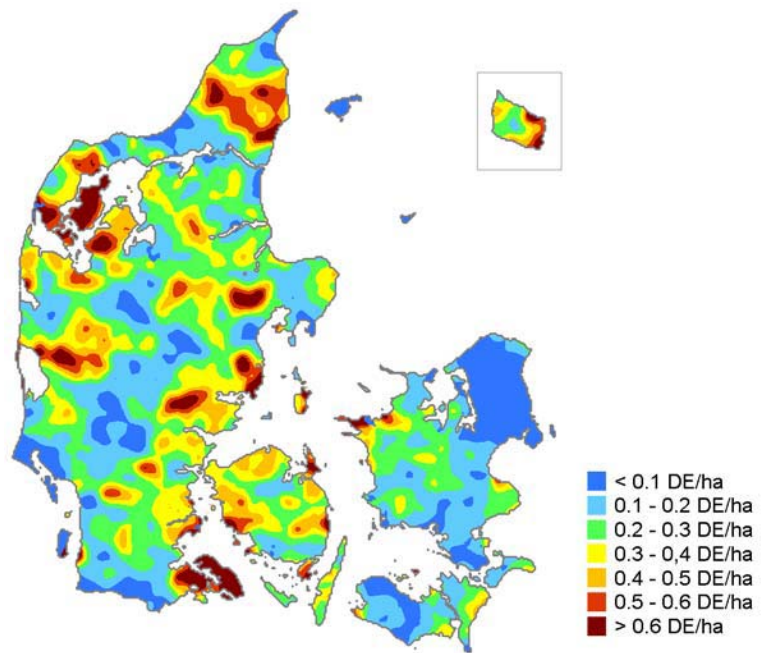 < 0.1 DE/ha
0.1 - 0.2 DE/ha
0.2 - 0.3 DE/ha
0.3 - 0,4 DE/ha
0.4 - 0.5 DE/ha
0.5 - 0.6 DE/ha
> 0.6 DE/ha